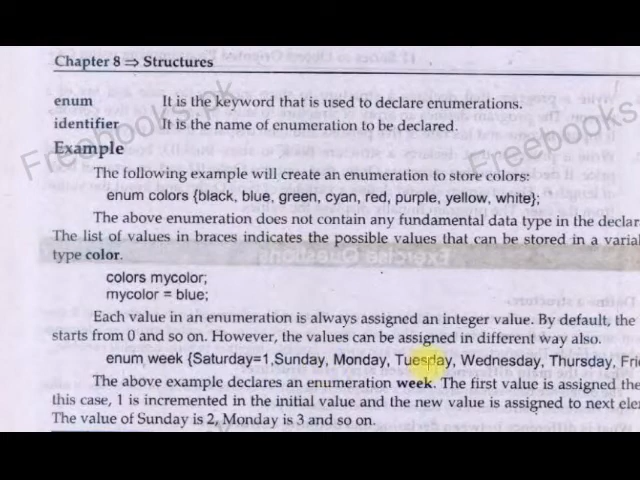 Chapter 8 ⇒ Structures
enum It is the keyword that is used to declare enumerations.
identifier It is the name of enumeration to be declared.
Example
The following example will create an enumeration to store colors:
enum colors {black, blue, green, cyan, red, purple, yellow, white};
The above enumeration does not contain any fundamental data type in the declar
The list of values in braces indicates the possible values that can be stored in a varia
type color.
colors mycolor;
mycolor = blue;
Each value in an enumeration is always assigned an integer value. By default, the
starts from 0 and so on. However, the values can be assigned in different way also.
enum week {Saturday=1,Sunday, Monday, Tuesday, Wednesday, Thursday, Frid
The above example declares an enumeration week. The first value is assigned the
this case, 1 is incremented in the initial value and the new value is assigned to next elem
The value of Sunday is 2, Monday is 3 and so on.
Freebooks.pk
Freebooks